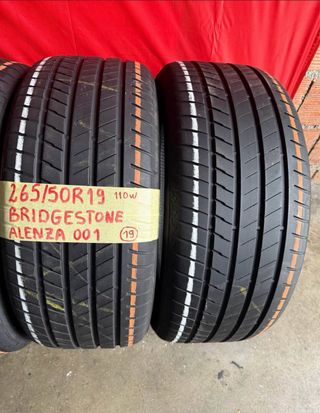 265/50R19 110W
BRIDGESTONE
ALENZA 001 19